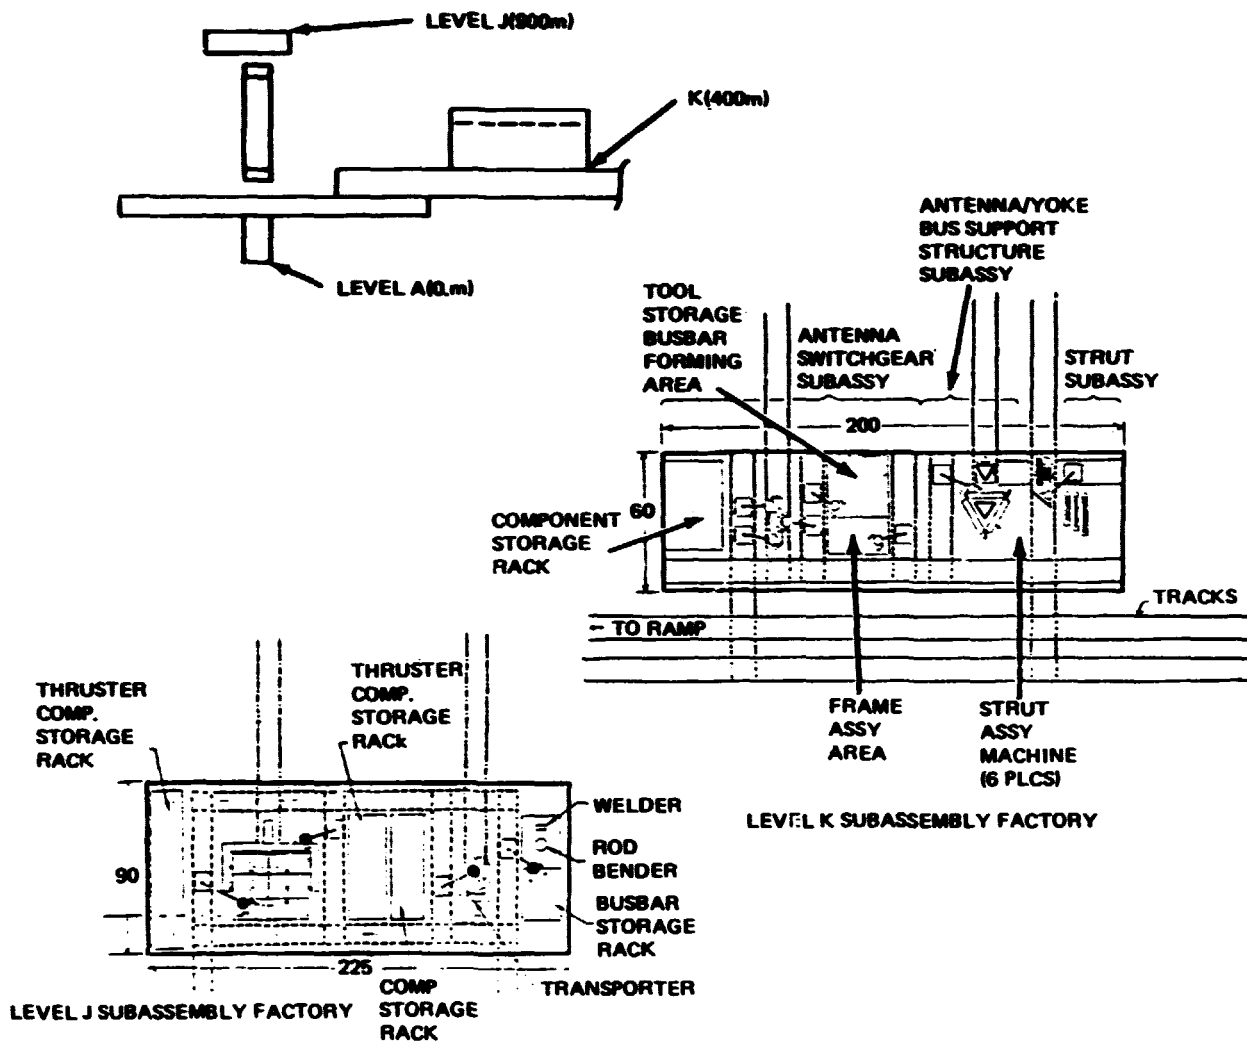 LEVEL J(900m)
K(400m)
LEVEL A(0.m)
ANTENNA/YOKE
BUS SUPPORT
STRUCTURE
SUBASSY
TOOL
STORAGE
BUSBAR
FORMING
AREA
ANTENNA
SWITCHGEAR
SUBASSY
STRUT
SUBASSY
200
60
COMPONENT
STORAGE
RACK
TRACKS
← TO RAMP
FRAME
ASSY
AREA
STRUT
ASSY
MACHINE
(6 PLCS)
LEVEL K SUBASSEMBLY FACTORY
THRUSTER
COMP.
STORAGE
RACK
THRUSTER
COMP.
STORAGE
RACk
WELDER
ROD
BENDER
BUSBAR
STORAGE
RACK
90
225
LEVEL J SUBASSEMBLY FACTORY
COMP
STORAGE
RACK
TRANSPORTER